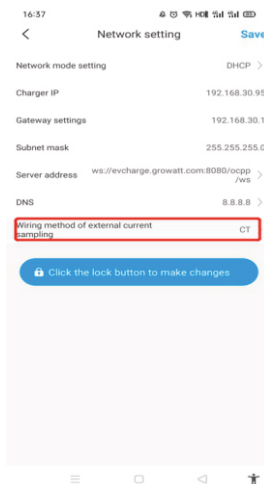 16:37
Network setting
Save
Network mode setting DHCP >
Charger IP 192.168.30.95
Gateway settings 192.168.30.1
Subnet mask 255.255.255.0
Server address ws://evcharge.growatt.com:8080/ocpp
/ws >
DNS 8.8.8.8 >
Wiring method of external current
sampling CT >
Click the lock button to make changes